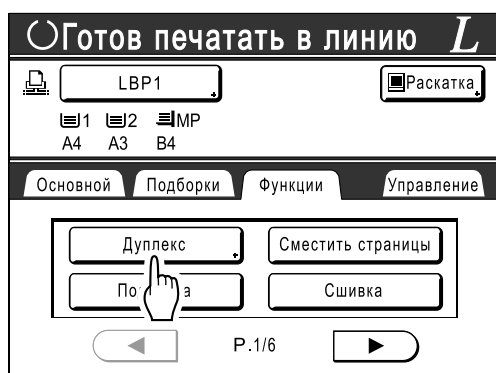 Готов печатать в линию L
LBP1 Раскатка
1 2 MP
A4 A3 B4
Основной Подборки Функции Управление
Дуплекс Сместить страницы
Сшивка
P.1/6